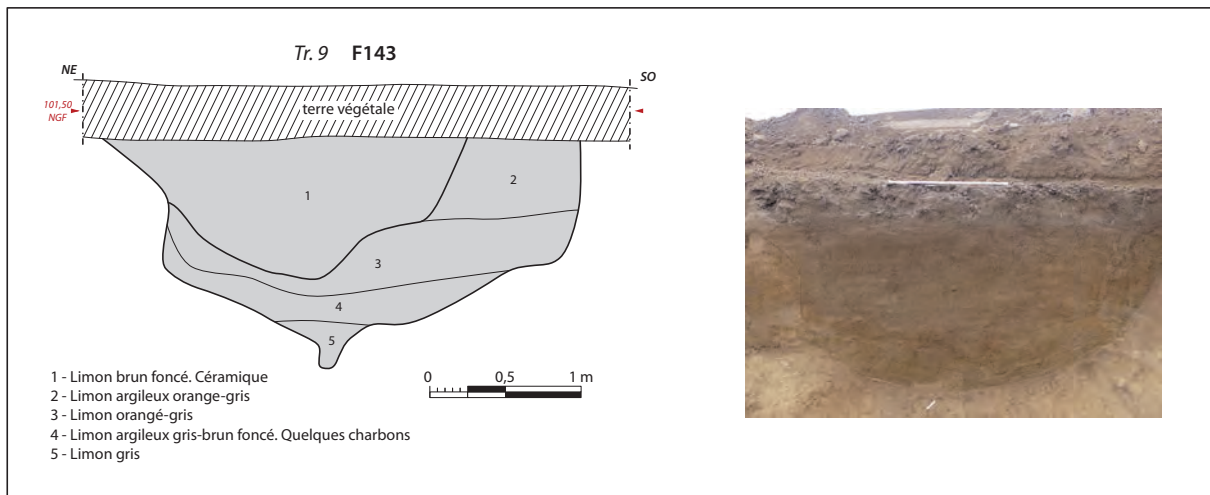 Tr. 9 F143
NE
SO
101,50
NGF
terre végétale
1
2
3
4
5
1 - Limon brun foncé. Céramique
2 - Limon argileux orange-gris
3 - Limon orangé-gris
4 - Limon argileux gris-brun foncé. Quelques charbons
5 - Limon gris
0 0,5 1 m